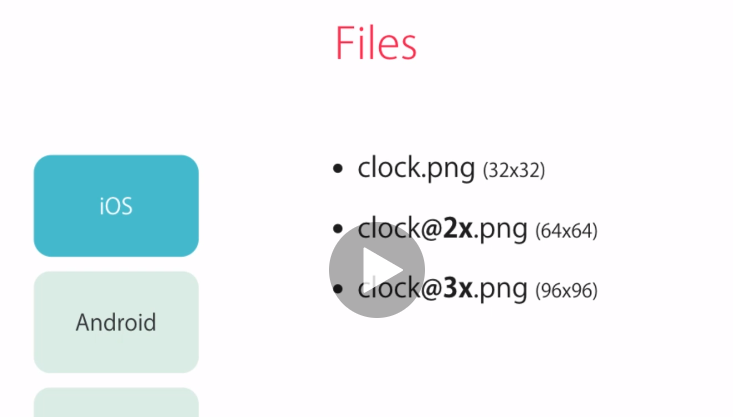 Files
iOS
Android
clock.png (32x32)
clock@2x.png (64x64)
clock@3x.png (96x96)